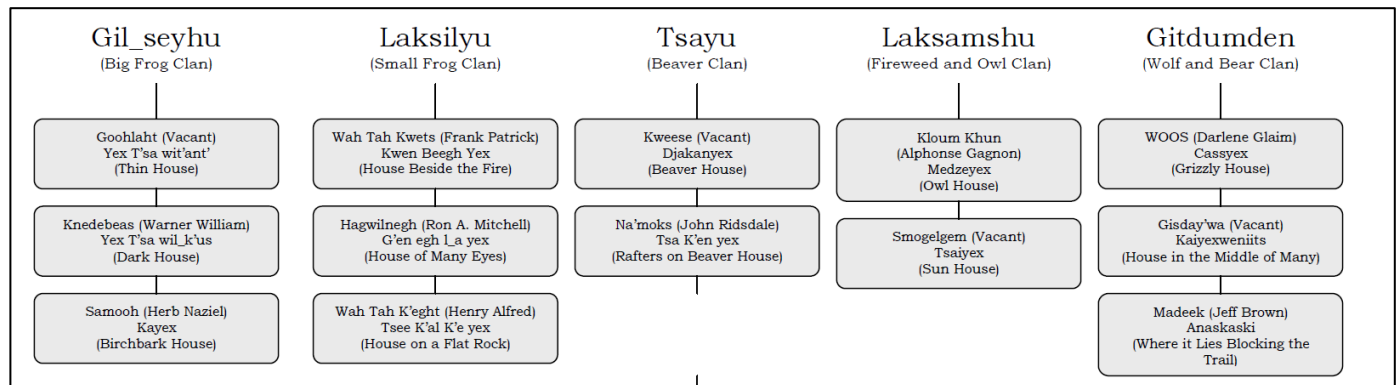 Gil_seyhu
(Big Frog Clan)
Goohlaht (Vacant)
Yex T'sa wit'ant'
(Thin House)
Knedebeas (Warner William)
Yex T'sa wil_k'us
(Dark House)
Samooh (Herb Naziel)
Kayex
(Birchbark House)
Laksilyu
(Small Frog Clan)
Wah Tah Kwets (Frank Patrick)
Kwen Beegh Yex
(House Beside the Fire)
Hagwilnegh (Ron A. Mitchell)
G'en egh l_a yex
(House of Many Eyes)
Wah Tah K'eght (Henry Alfred)
Tsee K'al K'e yex
(House on a Flat Rock)
Tsayu
(Beaver Clan)
Kweese (Vacant)
Djakanyex
(Beaver House)
Na'moks (John Ridsdale)
Tsa K'en yex
(Rafters on Beaver House)
Laksamshu
(Fireweed and Owl Clan)
Kloum Khun
(Alphonse Gagnon)
Medzeyex
(Owl House)
Smogelgem (Vacant)
Tsaiyex
(Sun House)
Gitdumden
(Wolf and Bear Clan)
WOOS (Darlene Glaim)
Cassyex
(Grizzly House)
Gisday'wa (Vacant)
Kaiyexweniits
(House in the Middle of Many)
Madeek (Jeff Brown)
Anaskaski
(Where it Lies Blocking the
Trail)